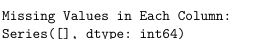 Missing Values in Each Column:
Series([], dtype: int64)